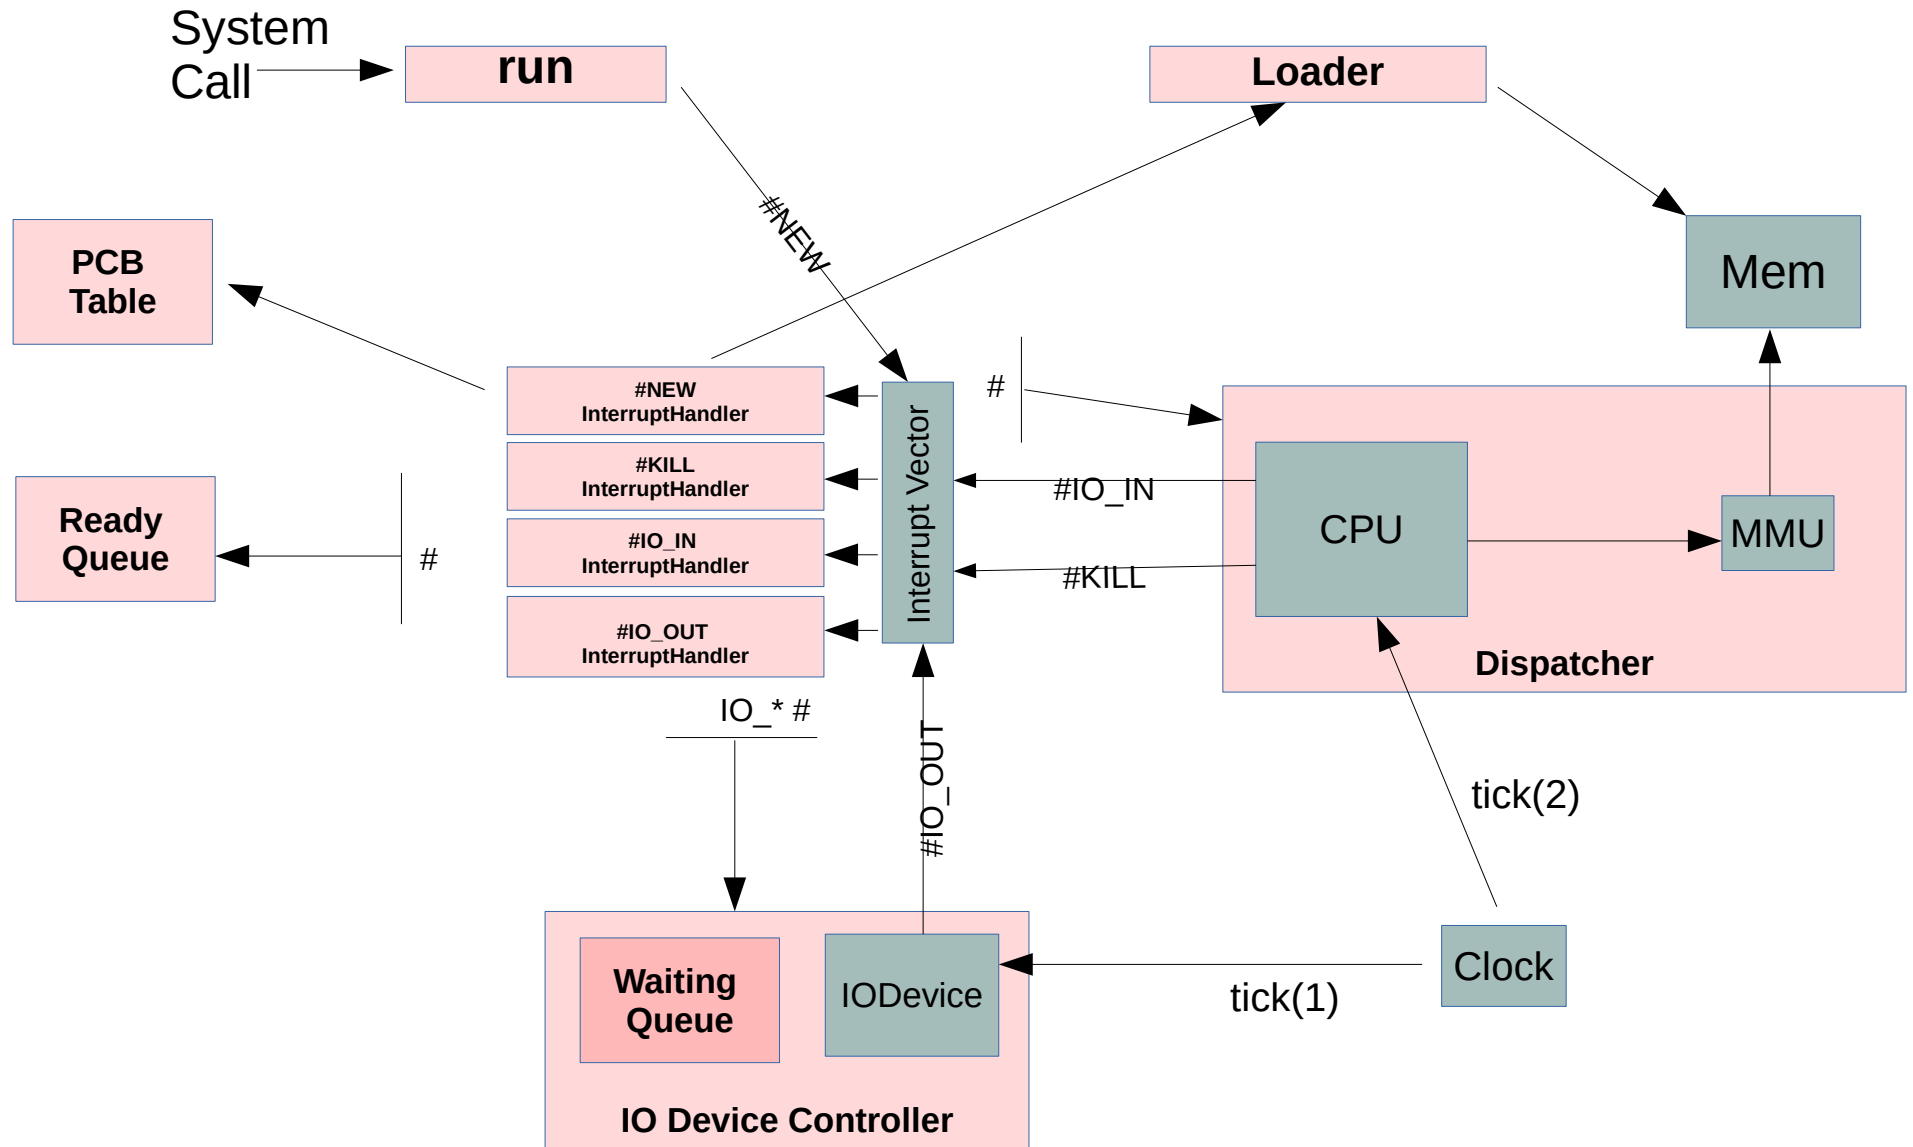 System
Call
run
Loader
#NEW
PCB
Table
Mem
#NEW
InterruptHandler
#KILL
InterruptHandler
#IO_IN
InterruptHandler
#IO_OUT
InterruptHandler
Interrupt Vector
#
#IO_IN
#KILL
CPU
MMU
Dispatcher
Ready
Queue
#
IO_* #
#IO_OUT
tick(2)
Waiting
Queue
IODevice
IO Device Controller
tick(1)
Clock